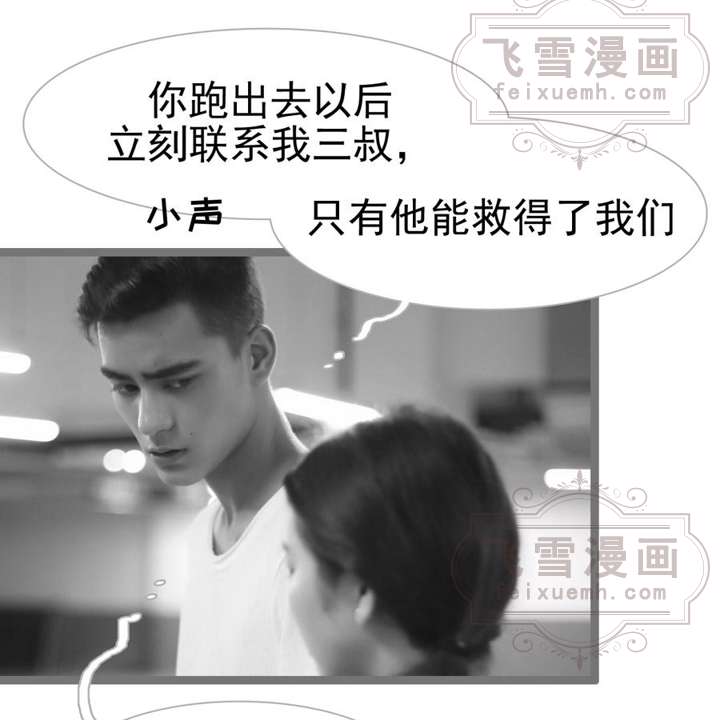 飞雪漫画
feixuemh.com
你跑出去以后
立刻联系我三叔，
小声
只有他能救得了我们
飞雪漫画
feixuemh.com